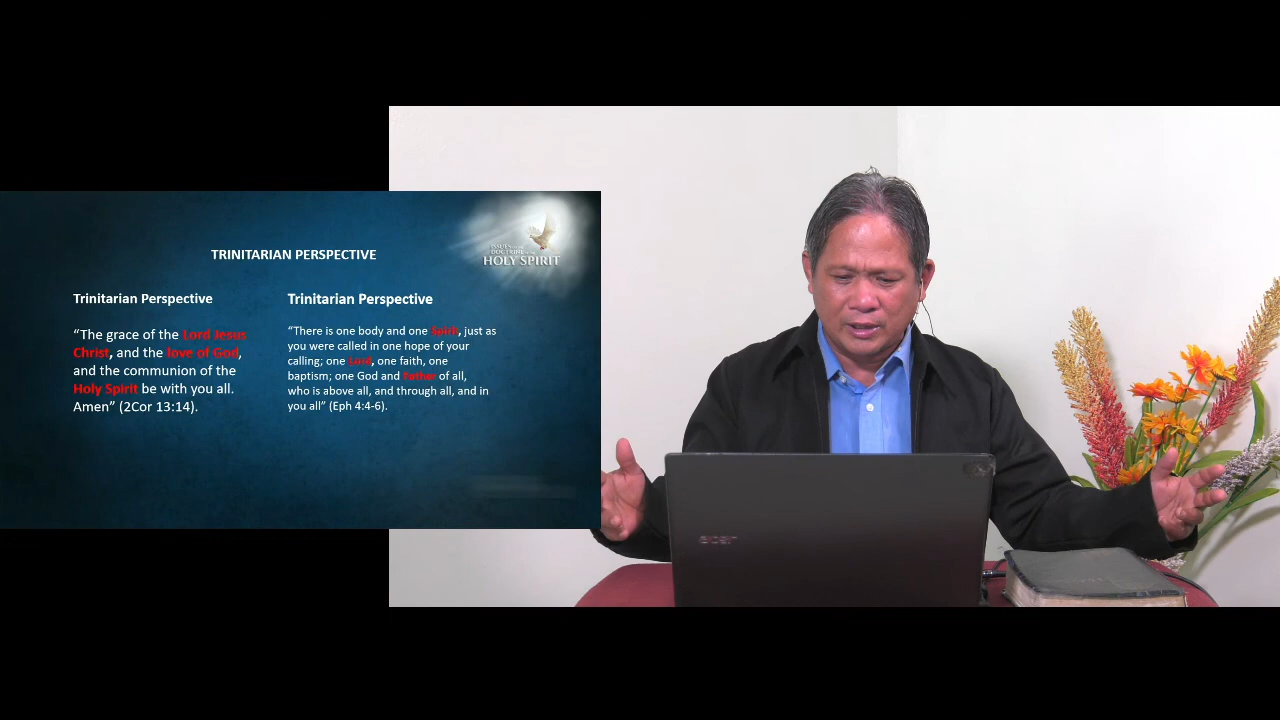 DOCTRINE
HOLY SPIRIT
TRINITARIAN PERSPECTIVE
Trinitarian Perspective
“The grace of the Lord Jesus
Christ, and the love of God,
and the communion of the
Holy Spirit be with you all.
Amen” (2Cor 13:14).
Trinitarian Perspective
“There is one body and one Spirit, just as
you were called in one hope of your
calling; one Lord, one faith, one
baptism; one God and Father of all,
who is above all, and through all, and in
you all” (Eph 4:4-6).
acer